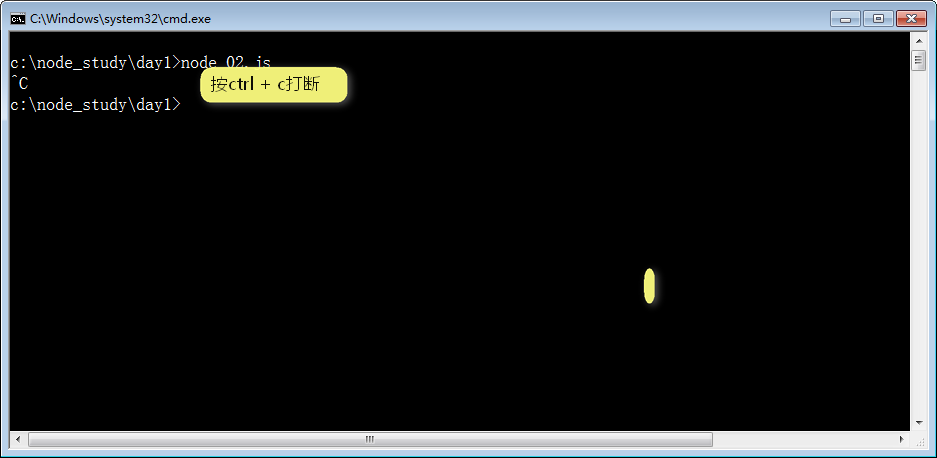 C:\Windows\system32\cmd.exe
c:\node_study\day1>node 02.js
^C
按ctrl + c打断
c:\node_study\day1>